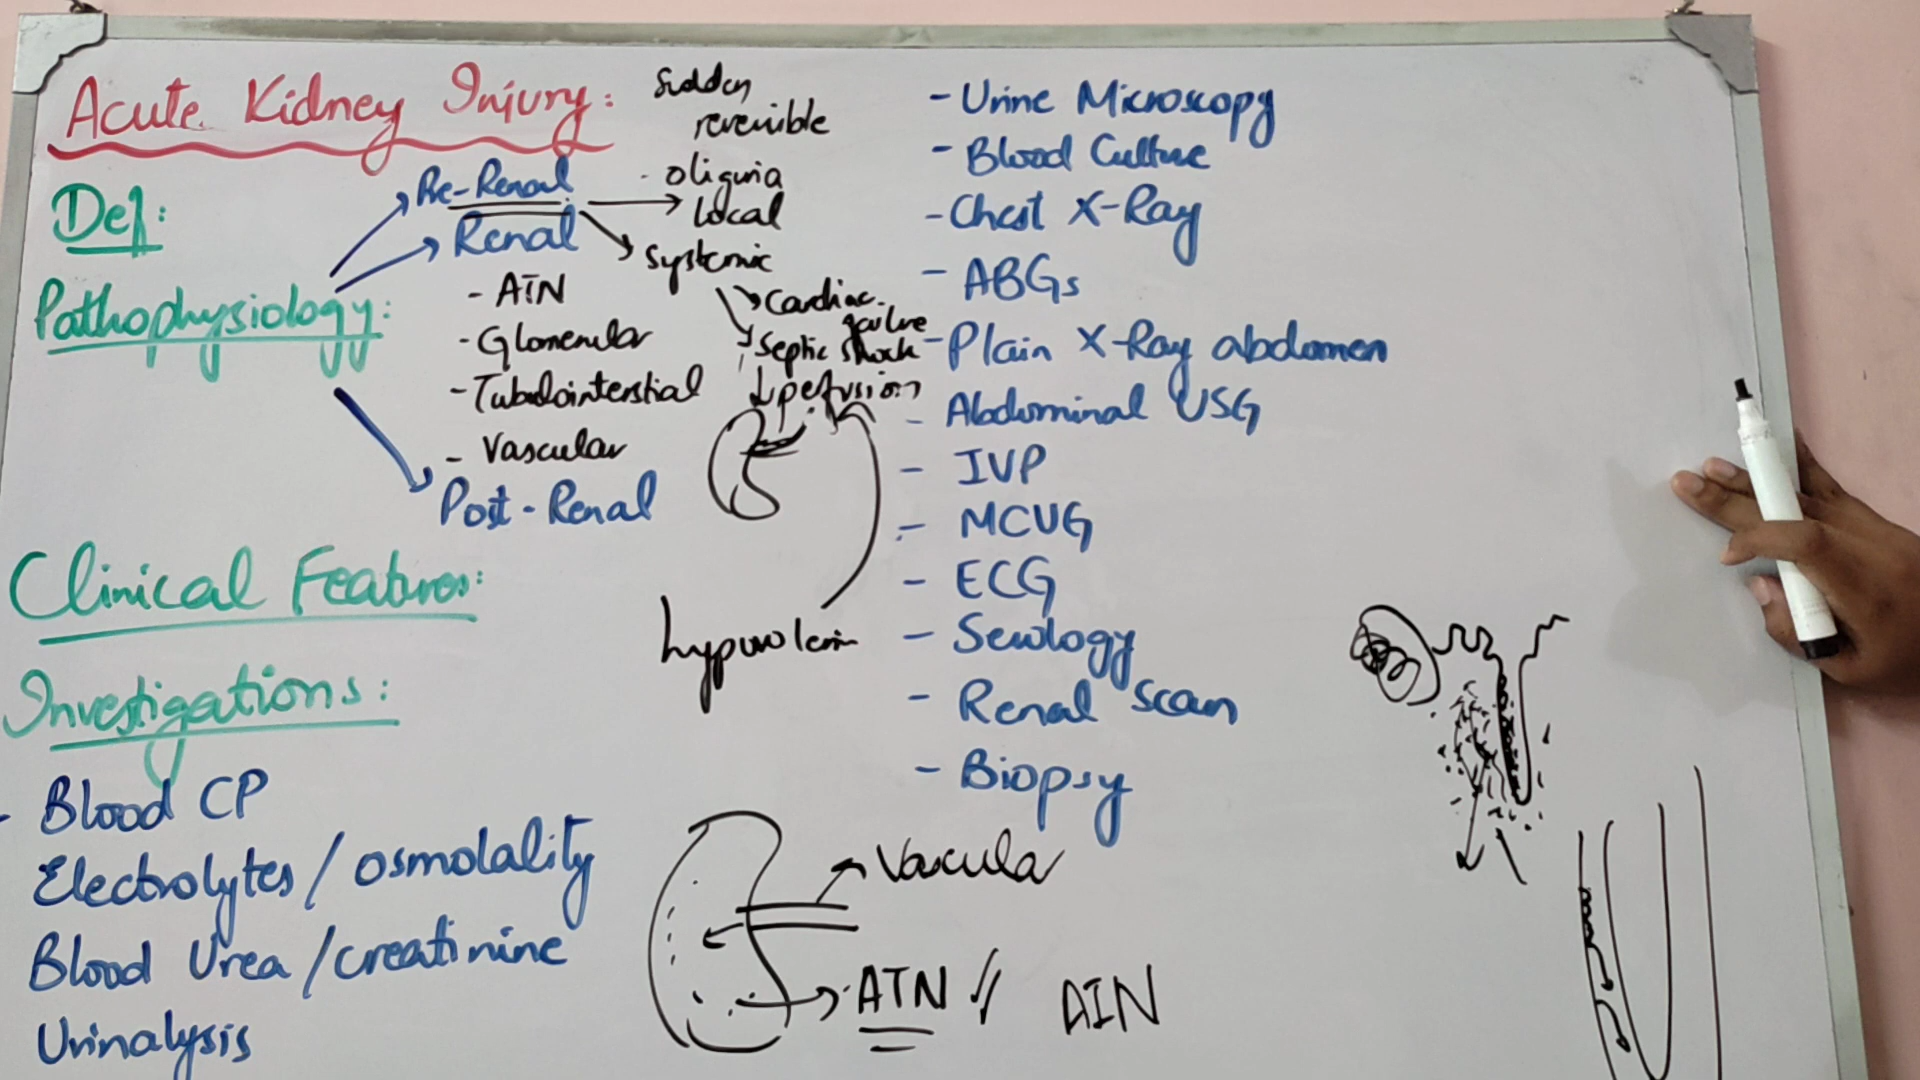 Acute Kidney Injury:
Sudden
reversible
Def:
oliguria
Pathophysiology:
Pre-Renal
local
Systemic
Cardiac
failure
Septic shock
↓ perfusion
Renal
- ATN
- Glomerular
- Tubulointerstial
- Vascular
Post-Renal
hypovolemia
Clinical Features:
Investigations:
- Blood CP
Electrolytes / osmolality
Blood Urea / creatinine
Urinalysis
- Urine Microscopy
- Blood Culture
- Chest X-Ray
- ABGs
- Plain X-Ray abdomen
- Abdominal USG
- IVP
- MCUG
- ECG
- Serology
- Renal Scan
- Biopsy
Vascular
ATN //
AIN